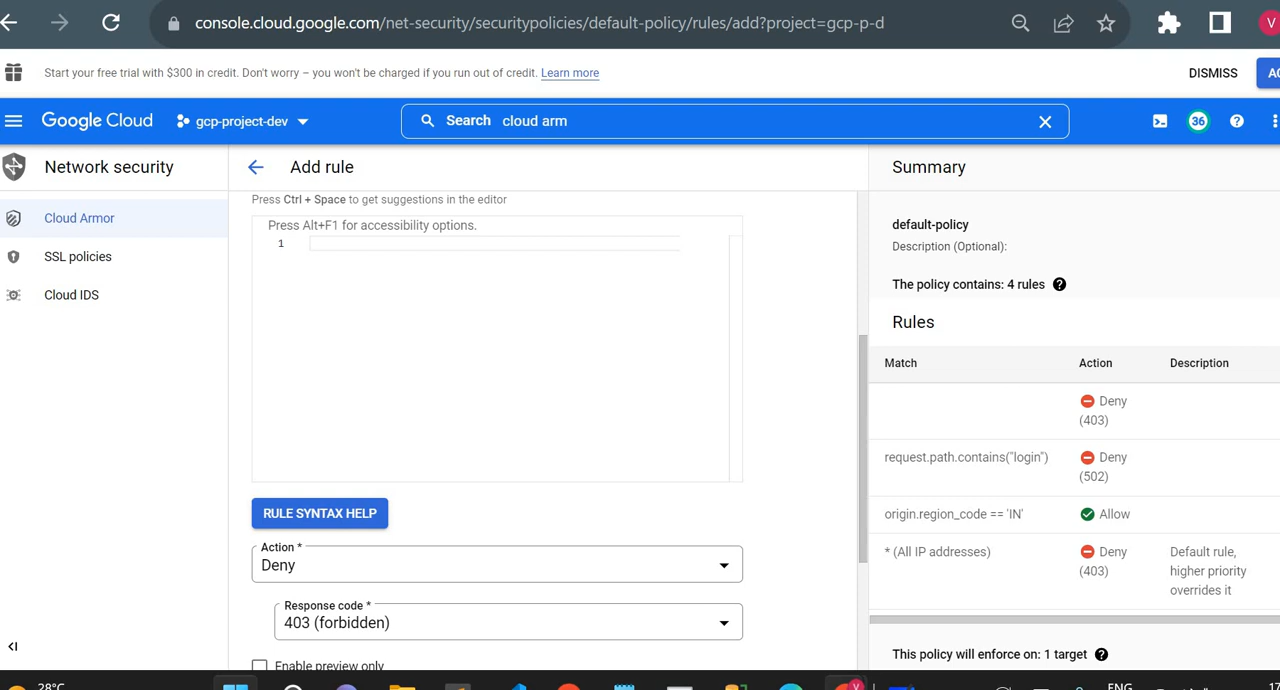 console.cloud.google.com/net-security/securitypolicies/default-policy/rules/add?project=gcp-p-d
V
Start your free trial with $300 in credit. Don't worry – you won't be charged if you run out of credit. Learn more
DISMISS
Google Cloud
gcp-project-dev
Search cloud arm
36
Network security
Cloud Armor
SSL policies
Cloud IDS
Add rule
Press Ctrl + Space to get suggestions in the editor
Press Alt+F1 for accessibility options.
1
RULE SYNTAX HELP
Action *
Deny
Response code *
403 (forbidden)
Enable preview only
Summary
default-policy
Description (Optional):
The policy contains: 4 rules
Rules
Match Action Description
Deny
(403)
request.path.contains("login") Deny
(502)
origin.region_code == 'IN' Allow
* (All IP addresses) Deny Default rule,
(403) higher priority
overrides it
This policy will enforce on: 1 target
28°C
ENG